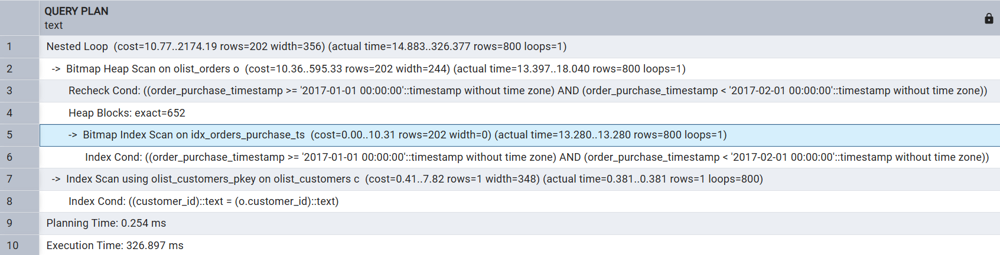 QUERY PLAN
text
1 Nested Loop (cost=10.77..2174.19 rows=202 width=356) (actual time=14.883..326.377 rows=800 loops=1)
2 -> Bitmap Heap Scan on olist_orders o (cost=10.36..595.33 rows=202 width=244) (actual time=13.397..18.040 rows=800 loops=1)
3 Recheck Cond: ((order_purchase_timestamp >= '2017-01-01 00:00:00'::timestamp without time zone) AND (order_purchase_timestamp < '2017-02-01 00:00:00'::timestamp without time zone))
4 Heap Blocks: exact=652
5 -> Bitmap Index Scan on idx_orders_purchase_ts (cost=0.00..10.31 rows=202 width=0) (actual time=13.280..13.280 rows=800 loops=1)
6 Index Cond: ((order_purchase_timestamp >= '2017-01-01 00:00:00'::timestamp without time zone) AND (order_purchase_timestamp < '2017-02-01 00:00:00'::timestamp without time zone))
7 -> Index Scan using olist_customers_pkey on olist_customers c (cost=0.41..7.82 rows=1 width=348) (actual time=0.381..0.381 rows=1 loops=800)
8 Index Cond: ((customer_id)::text = (o.customer_id)::text)
9 Planning Time: 0.254 ms
10 Execution Time: 326.897 ms